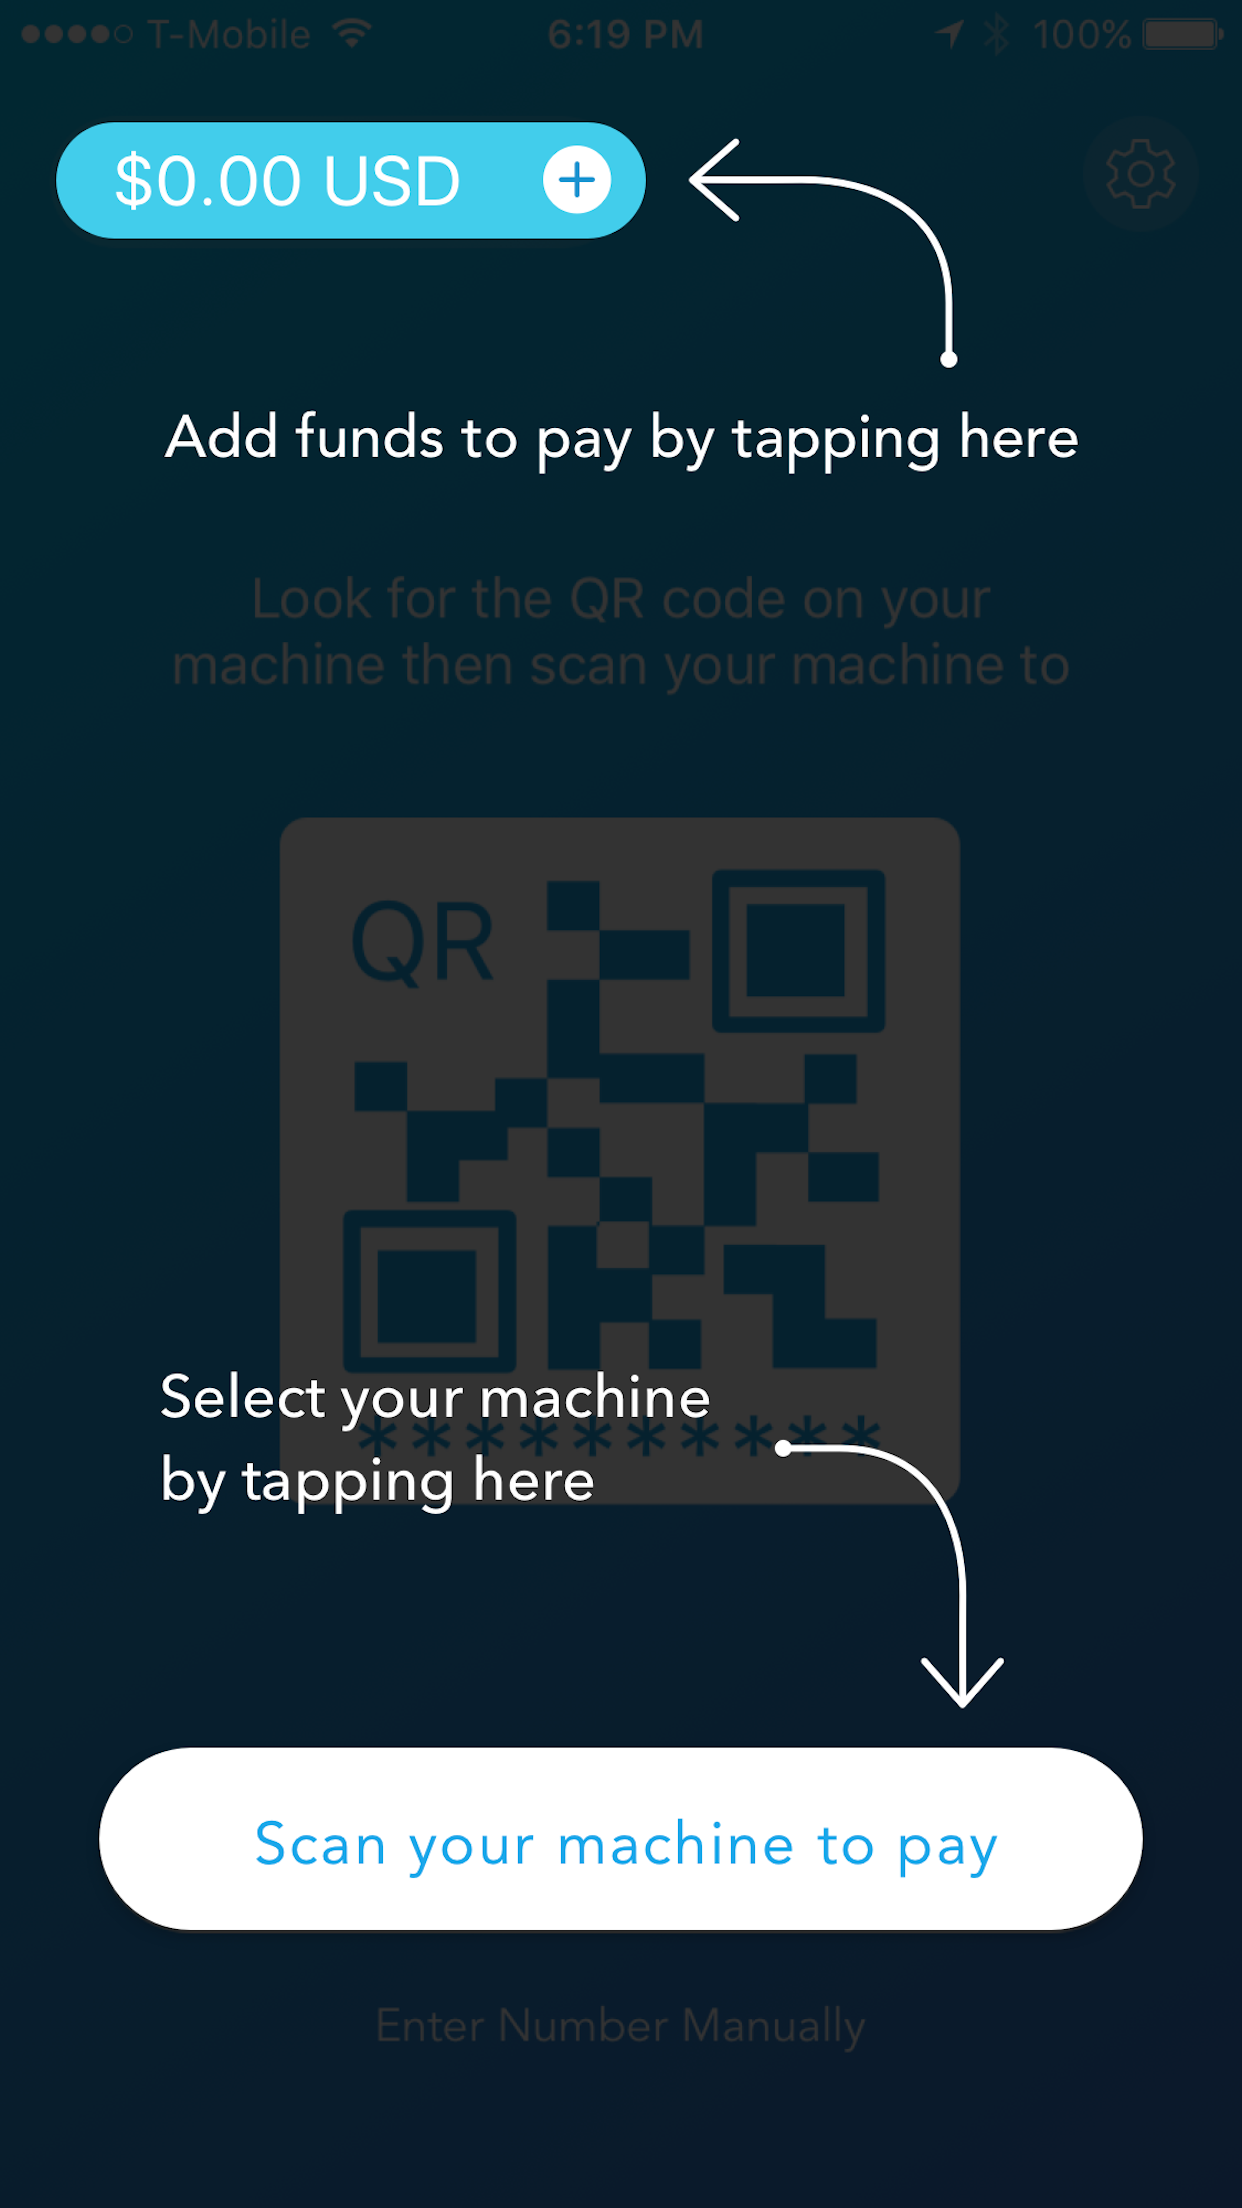 T-Mobile 6:19 PM 100%
$0.00 USD
Add funds to pay by tapping here
Look for the QR code on your
machine then scan your machine to
QR
Select your machine
***********
by tapping here
Scan your machine to pay
Enter Number Manually